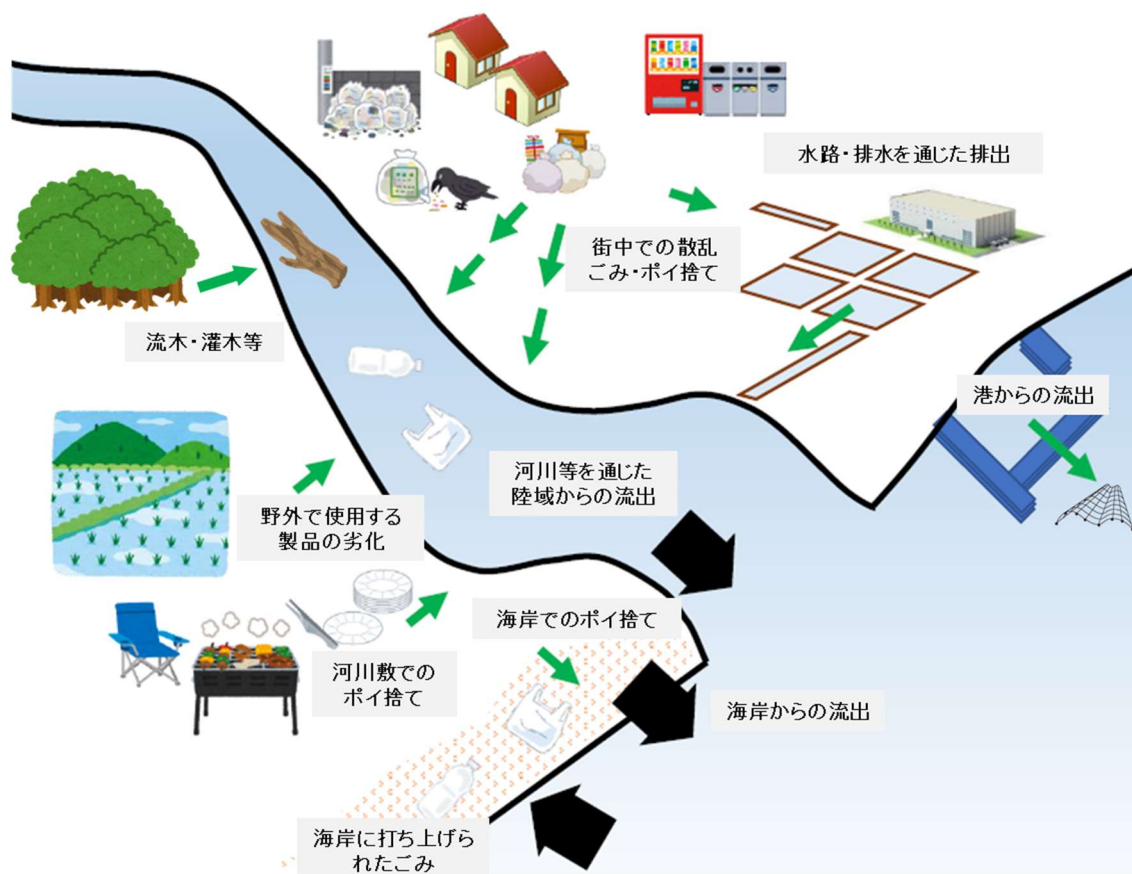 水路・排水を通じた排出
街中での散乱
ごみ・ポイ捨て
流木・灌木等
港からの流出
河川等を通じた
陸域からの流出
野外で使用する
製品の劣化
海岸でのポイ捨て
河川敷での
ポイ捨て
海岸からの流出
海岸に打ち上げら
れたごみ